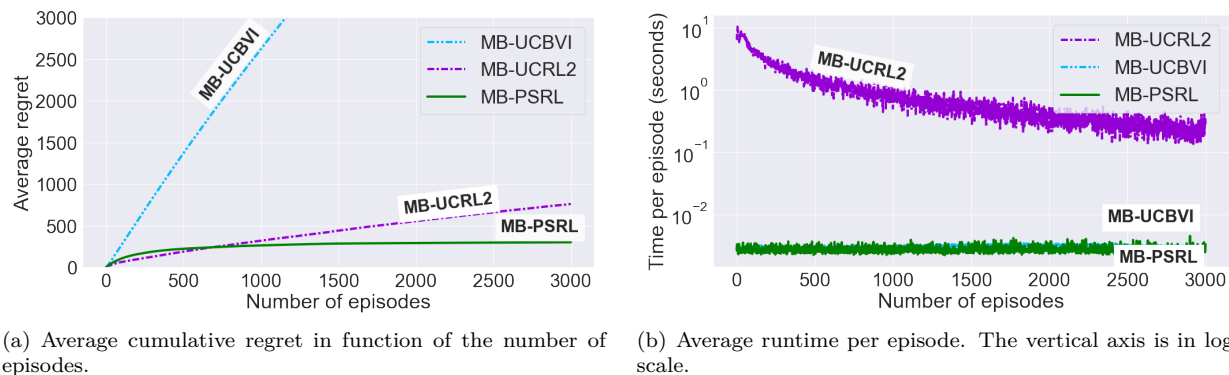 3000
2500
2000
1500
1000
500
0
Average regret
MB-UCBVI
MB-UCRL2
MB-PSRL
MB-UCBVI
MB-UCRL2
MB-PSRL
0 500 1000 1500 2000 2500 3000
Number of episodes
(a) Average cumulative regret in function of the number of
episodes.
Time per episode (seconds)
10^1
10^0
10^−1
10^−2
MB-UCRL2
MB-UCRL2
MB-UCBVI
MB-PSRL
MB-UCBVI
MB-PSRL
0 500 1000 1500 2000 2500 3000
Number of episodes
(b) Average runtime per episode. The vertical axis is in log
scale.